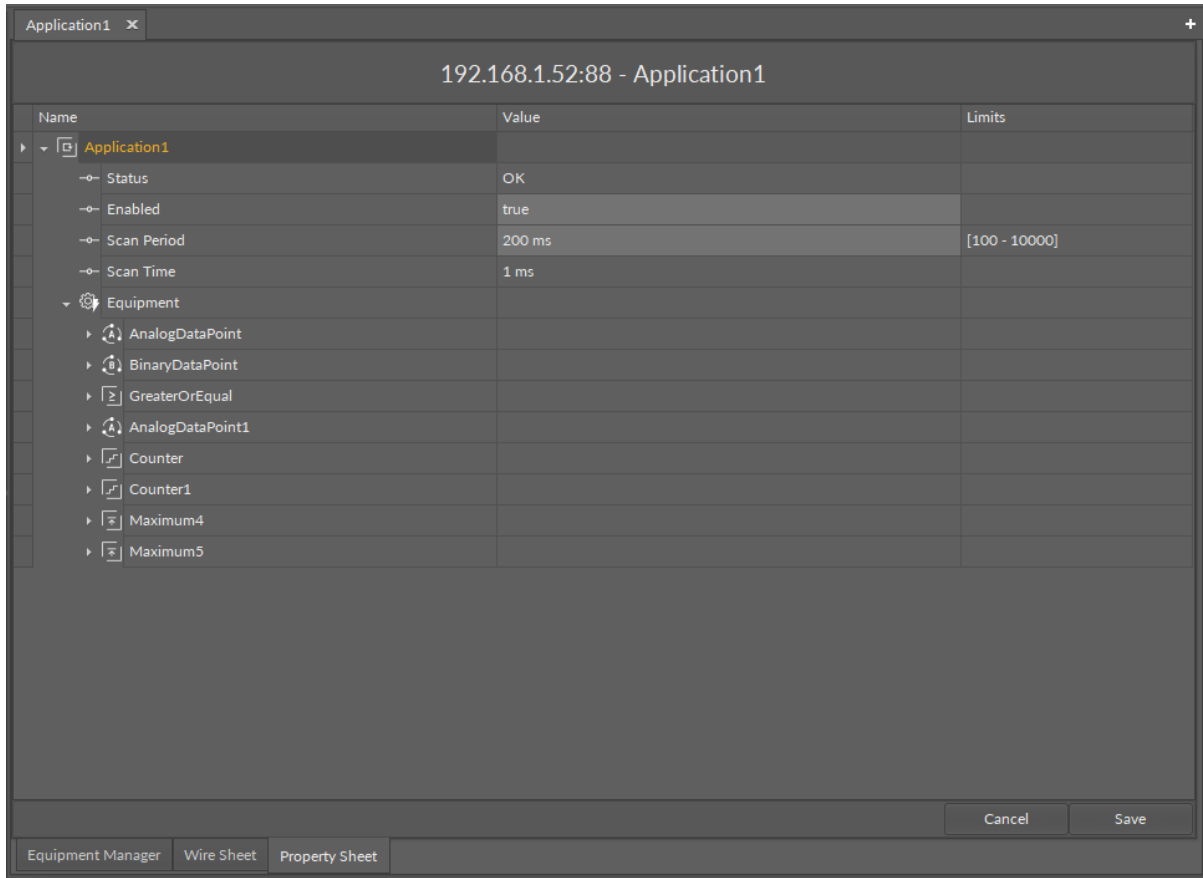 Application1
192.168.1.52:88 - Application1
Name Value Limits
Application1
Status OK
Enabled true
Scan Period 200 ms [100 - 10000]
Scan Time 1 ms
Equipment
AnalogDataPoint
BinaryDataPoint
GreaterOrEqual
AnalogDataPoint1
Counter
Counter1
Maximum4
Maximum5
Cancel Save
Equipment Manager Wire Sheet Property Sheet